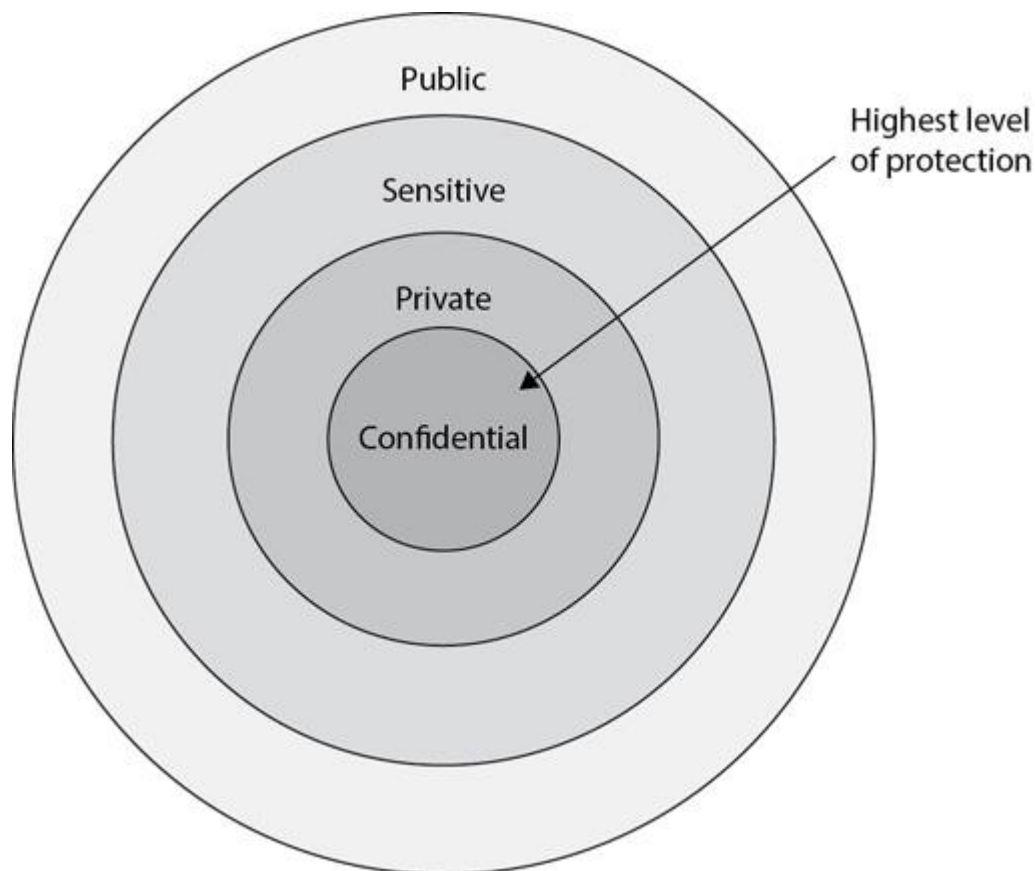 Public
Highest level
of protection
Sensitive
Private
Confidential